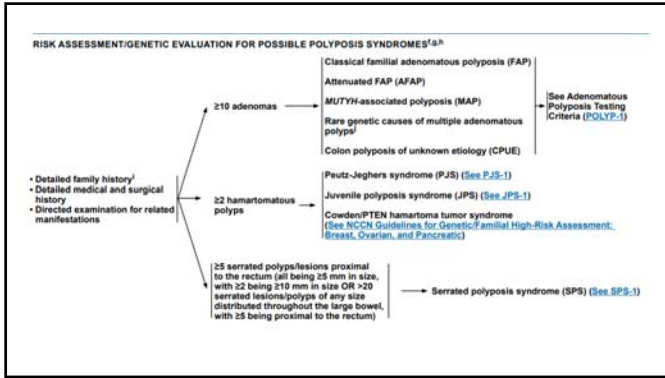 RISK ASSESSMENT/GENETIC EVALUATION FOR POSSIBLE POLYPOSIS SYNDROMESf,g,h
• Detailed family historyi
• Detailed medical and surgical
history
• Directed examination for related
manifestations
≥10 adenomas
Classical familial adenomatous polyposis (FAP)
Attenuated FAP (AFAP)
MUTYH-associated polyposis (MAP)
Rare genetic causes of multiple adenomatous
polypsj
Colon polyposis of unknown etiology (CPUE)
See Adenomatous
Polyposis Testing
Criteria (POLYP-1)
≥2 hamartomatous
polyps
Peutz-Jeghers syndrome (PJS) (See PJS-1)
Juvenile polyposis syndrome (JPS) (See JPS-1)
Cowden/PTEN hamartoma tumor syndrome
(See NCCN Guidelines for Genetic/Familial High-Risk Assessment:
Breast, Ovarian, and Pancreatic)
≥5 serrated polyps/lesions proximal
to the rectum (all being ≥5 mm in size,
with ≥2 being ≥10 mm in size OR >20
serrated lesions/polyps of any size
distributed throughout the large bowel,
with ≥5 being proximal to the rectum)
Serrated polyposis syndrome (SPS) (See SPS-1)